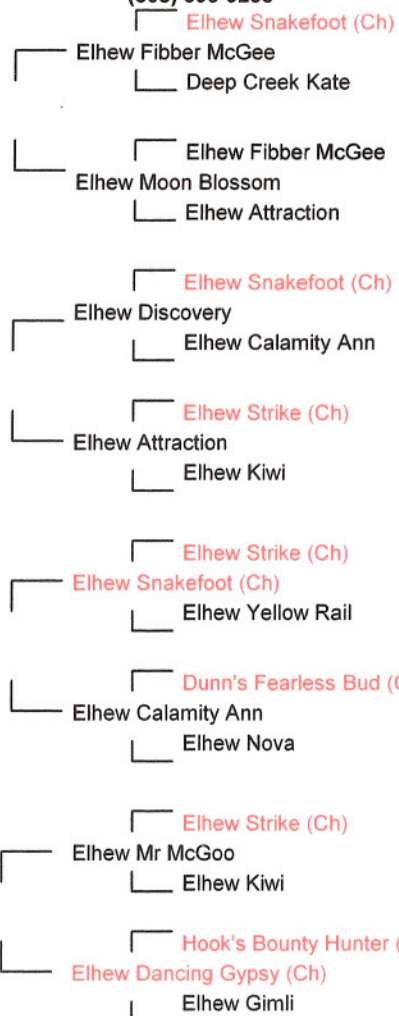 Elhew Snakefoot (Ch)
Elhew Fibber McGee
Deep Creek Kate
Elhew Fibber McGee
Elhew Moon Blossom
Elhew Attraction
Elhew Snakefoot (Ch)
Elhew Discovery
Elhew Calamity Ann
Elhew Strike (Ch)
Elhew Attraction
Elhew Kiwi
Elhew Strike (Ch)
Elhew Snakefoot (Ch)
Elhew Yellow Rail
Dunn's Fearless Bud (
Elhew Calamity Ann
Elhew Nova
Elhew Strike (Ch)
Elhew Mr McGoo
Elhew Kiwi
Hook's Bounty Hunter (
Elhew Dancing Gypsy (Ch)
Elhew Gimli